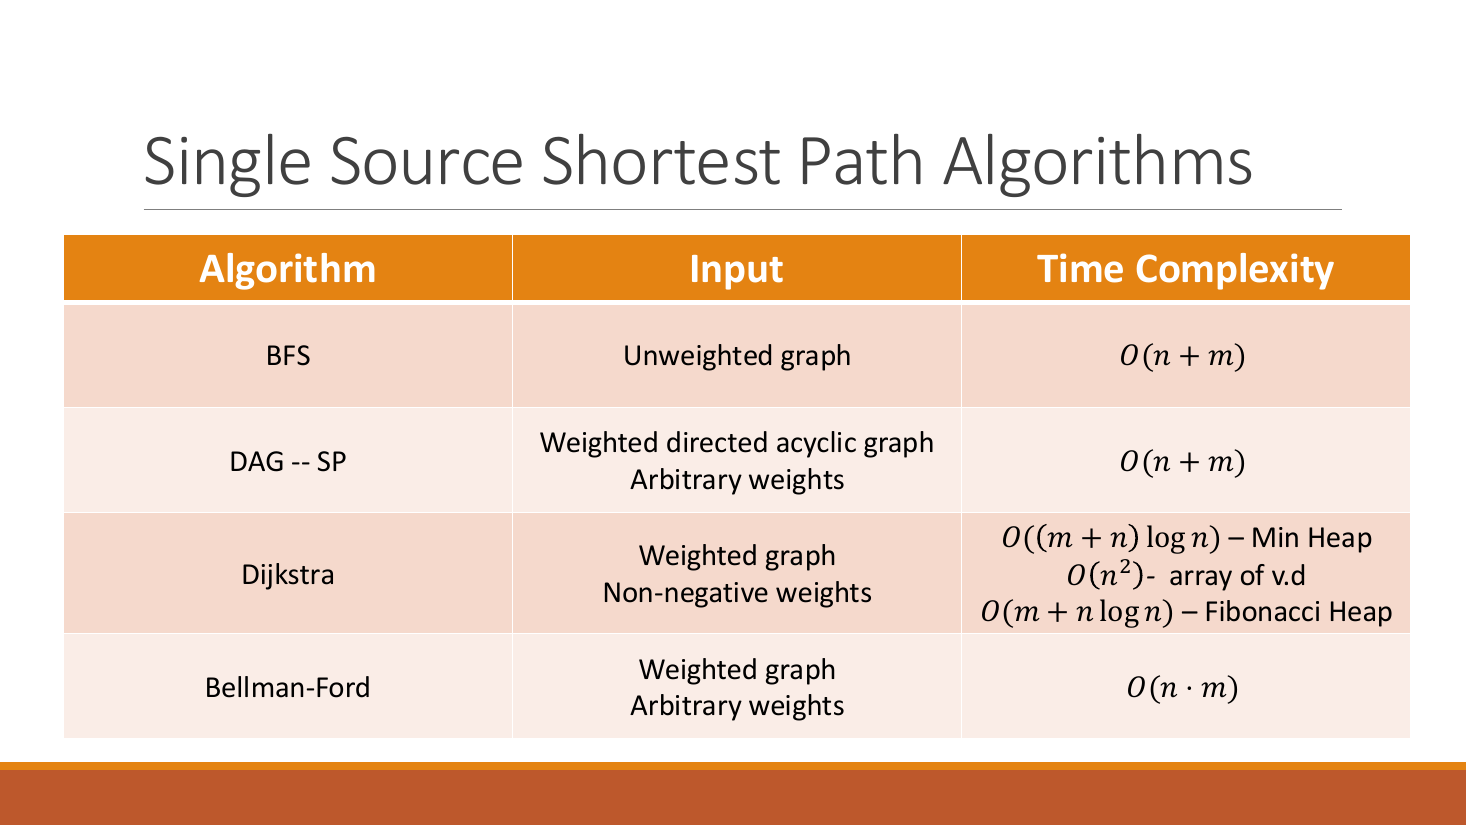 Single Source Shortest Path Algorithms
Algorithm
Input
Time Complexity
BFS
Unweighted graph
𝑂(𝑛 + 𝑚)
DAG -- SP
Weighted directed acyclic graph
Arbitrary weights
𝑂(𝑛 + 𝑚)
Dijkstra
Weighted graph
Non-negative weights
𝑂((𝑚 + 𝑛) log 𝑛) – Min Heap
𝑂(𝑛²)- array of v.d
𝑂(𝑚 + 𝑛 log 𝑛) – Fibonacci Heap
Bellman-Ford
Weighted graph
Arbitrary weights
𝑂(𝑛 · 𝑚)